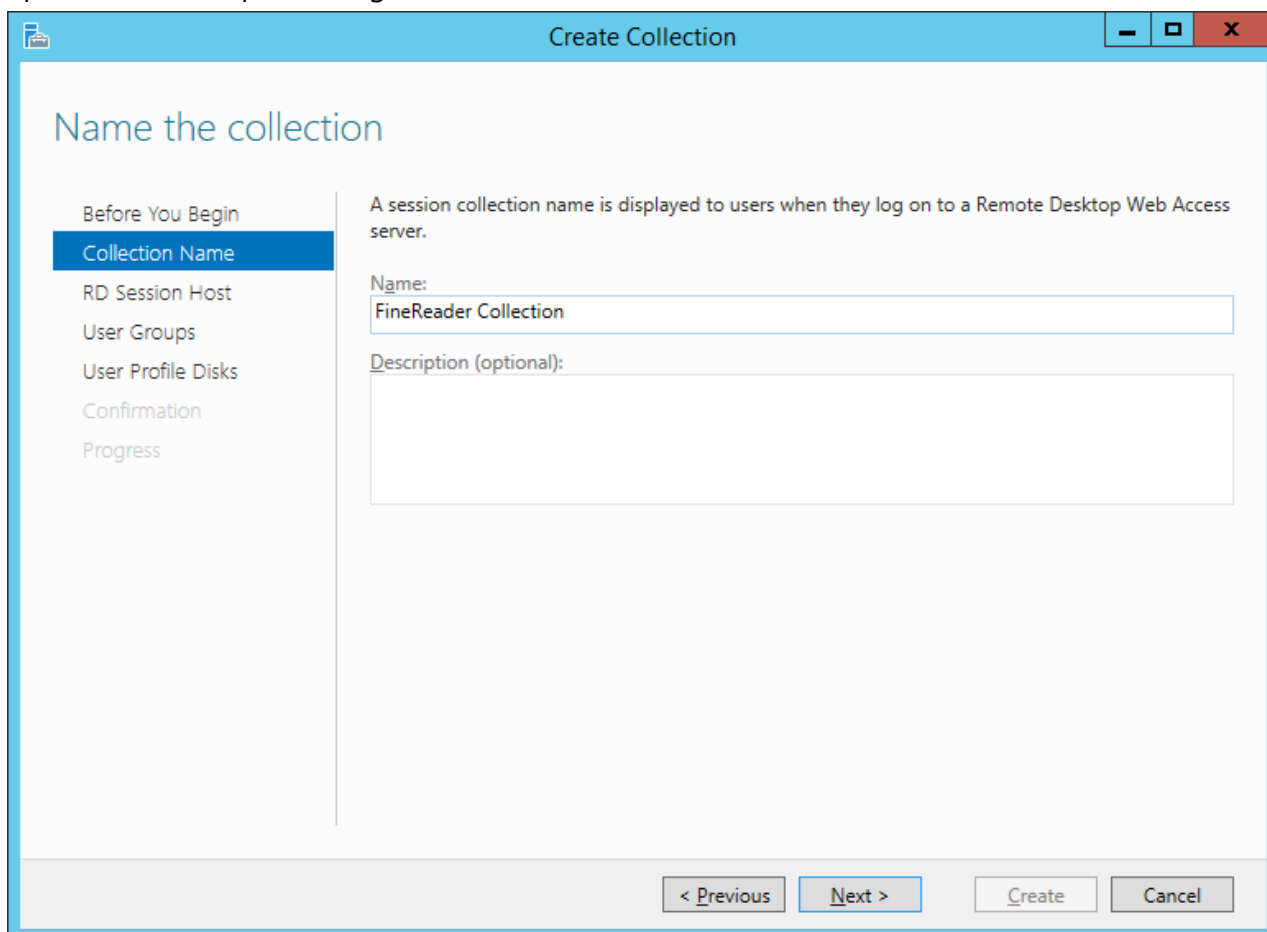 Create Collection
Name the collection
Before You Begin
Collection Name
RD Session Host
User Groups
User Profile Disks
Confirmation
Progress
A session collection name is displayed to users when they log on to a Remote Desktop Web Access
server.
Name:
FineReader Collection
Description (optional):
< Previous
Next >
Create
Cancel